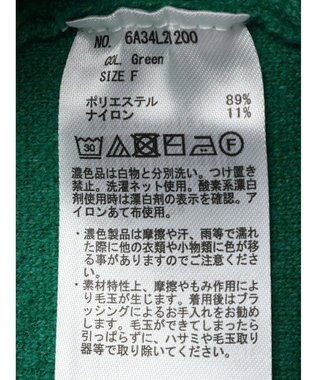 NO. 6A34L21200
COL. Green
SIZE F
ポリエステル 89%
ナイロン 11%
30
F
濃色品は白物と分別洗い。つけ置き
禁止。洗濯ネット使用。酸素系漂白
剤使用時は漂白剤の表示を確認。ア
イロンあて布使用。
・濃色製品は摩擦や汗、雨等で濡れ
た際に他の衣類や小物類に色が移
る事がありますのでご注意くださ
い。
・素材特性上、摩擦やもみ作用によ
り毛玉が生じます。着用後はブラ
ッシングによるお手入れをお勧め
します。毛玉ができてしまったら
引っぱらずに、ハサミや毛玉取り
器等で取り除いてください。